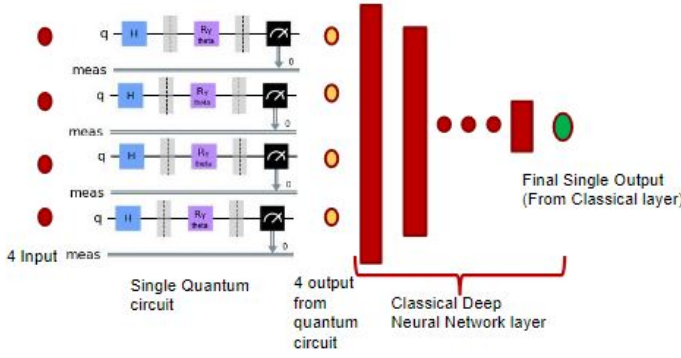 q H RY theta 0
meas
q H RY theta 0
meas
q H RY theta 0
meas
q H RY theta 0
meas
4 Input
Single Quantum
circuit
4 output
from
quantum
circuit
Classical Deep
Neural Network layer
Final Single Output
(From Classical layer)